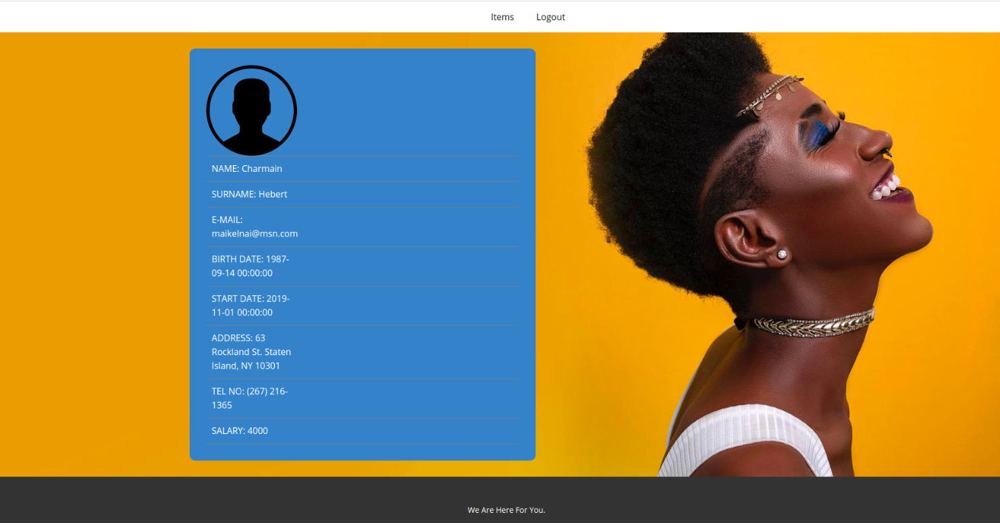 Items Logout
NAME: Charmain
SURNAME: Hebert
E-MAIL:
maikelnai@msn.com
BIRTH DATE: 1987-
09-14 00:00:00
START DATE: 2019-
11-01 00:00:00
ADDRESS: 63
Rockland St. Staten
Island, NY 10301
TEL NO: (267) 216-
1365
SALARY: 4000
We Are Here For You.